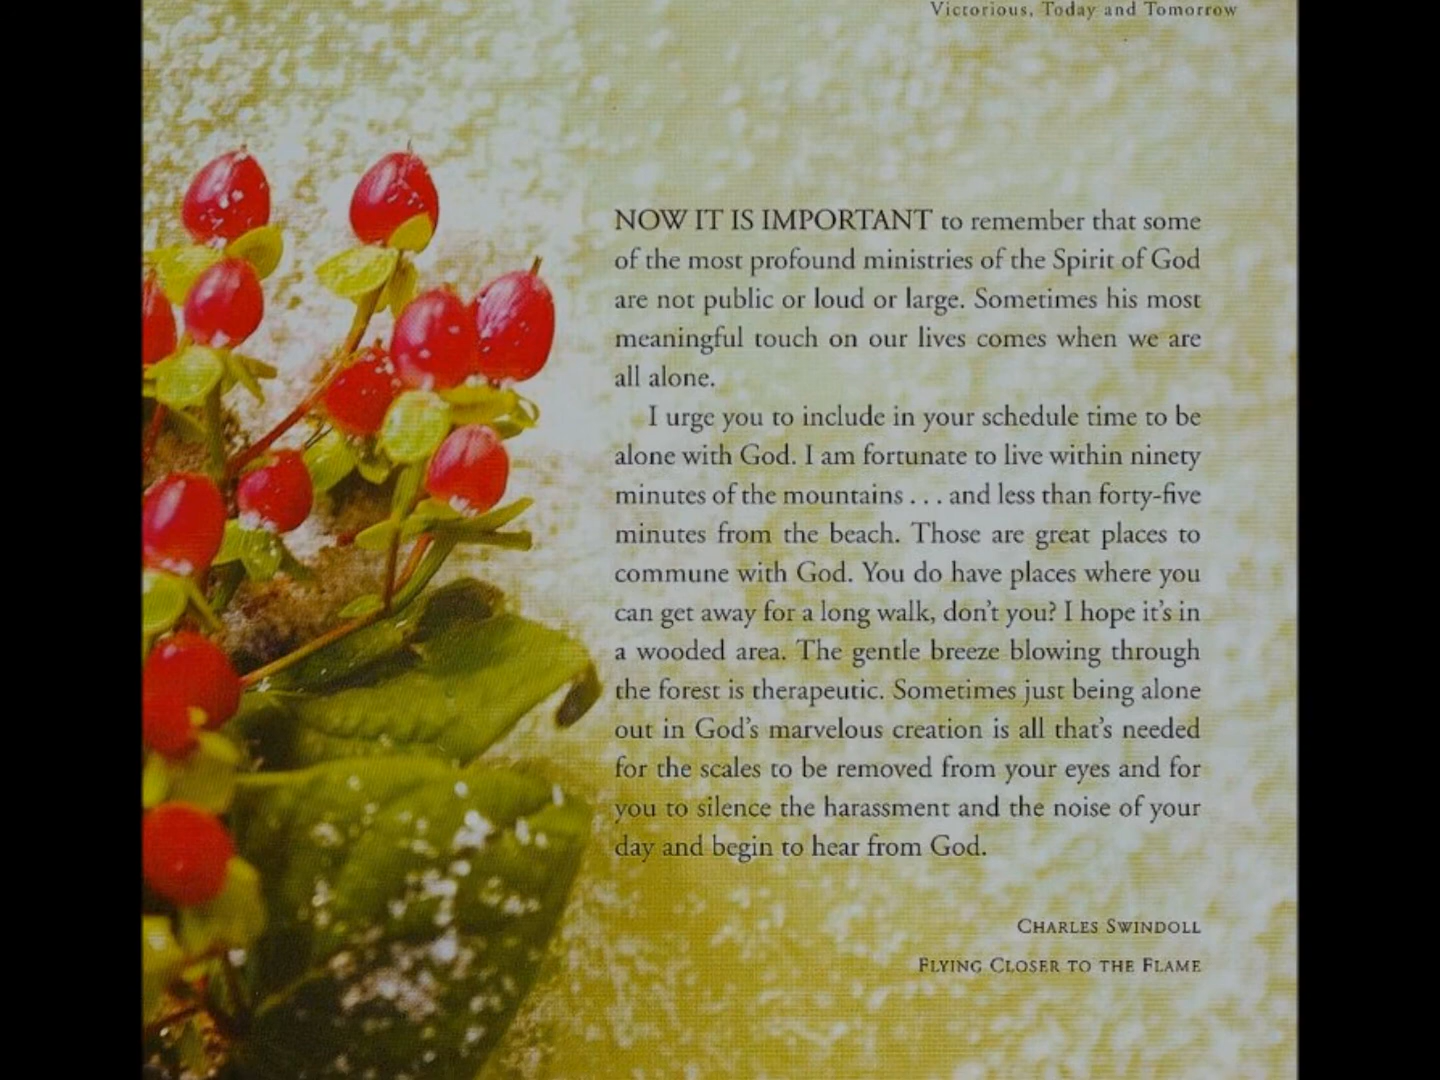 Victorious, Today and Tomorrow
NOW IT IS IMPORTANT to remember that some
of the most profound ministries of the Spirit of God
are not public or loud or large. Sometimes his most
meaningful touch on our lives comes when we are
all alone.
I urge you to include in your schedule time to be
alone with God. I am fortunate to live within ninety
minutes of the mountains . . . and less than forty-five
minutes from the beach. Those are great places to
commune with God. You do have places where you
can get away for a long walk, don't you? I hope it's in
a wooded area. The gentle breeze blowing through
the forest is therapeutic. Sometimes just being alone
out in God's marvelous creation is all that's needed
for the scales to be removed from your eyes and for
you to silence the harassment and the noise of your
day and begin to hear from God.
CHARLES SWINDOLL
FLYING CLOSER TO THE FLAME